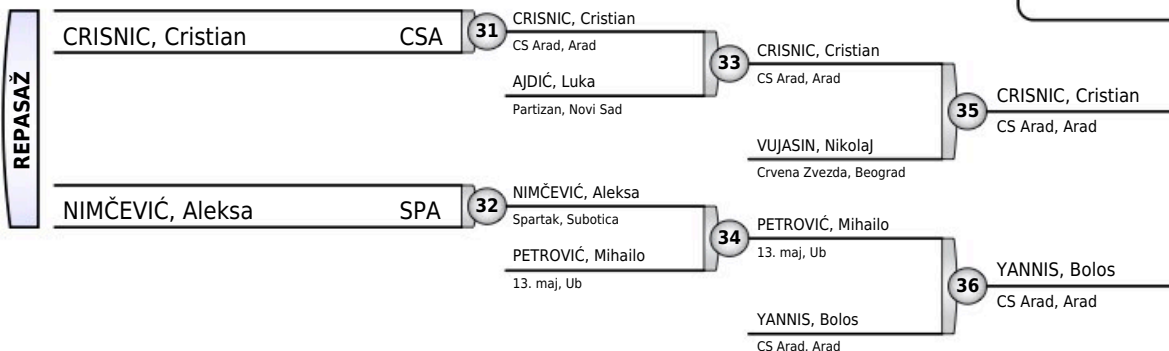 REPASAŽ
CRISNIC, Cristian CSA
31
CRISNIC, Cristian
CS Arad, Arad
AJDIĆ, Luka
Partizan, Novi Sad
33
CRISNIC, Cristian
CS Arad, Arad
VUJASIN, NikolaJ
Crvena Zvezda, Beograd
35
CRISNIC, Cristian
CS Arad, Arad
NIMČEVIĆ, Aleksa SPA
32
NIMČEVIĆ, Aleksa
Spartak, Subotica
PETROVIĆ, Mihailo
13. maj, Ub
34
PETROVIĆ, Mihailo
13. maj, Ub
YANNIS, Bolos
CS Arad, Arad
36
YANNIS, Bolos
CS Arad, Arad